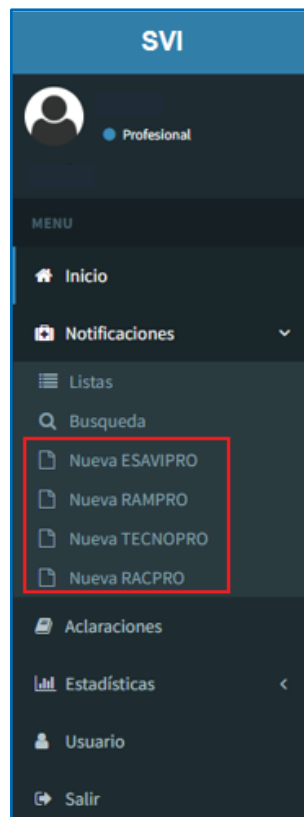 SVI
Profesional
MENU
Inicio
Notificaciones
Listas
Busqueda
Nueva ESAVIPRO
Nueva RAMPRO
Nueva TECNOPRO
Nueva RACPRO
Aclaraciones
Estadísticas
Usuario
Salir